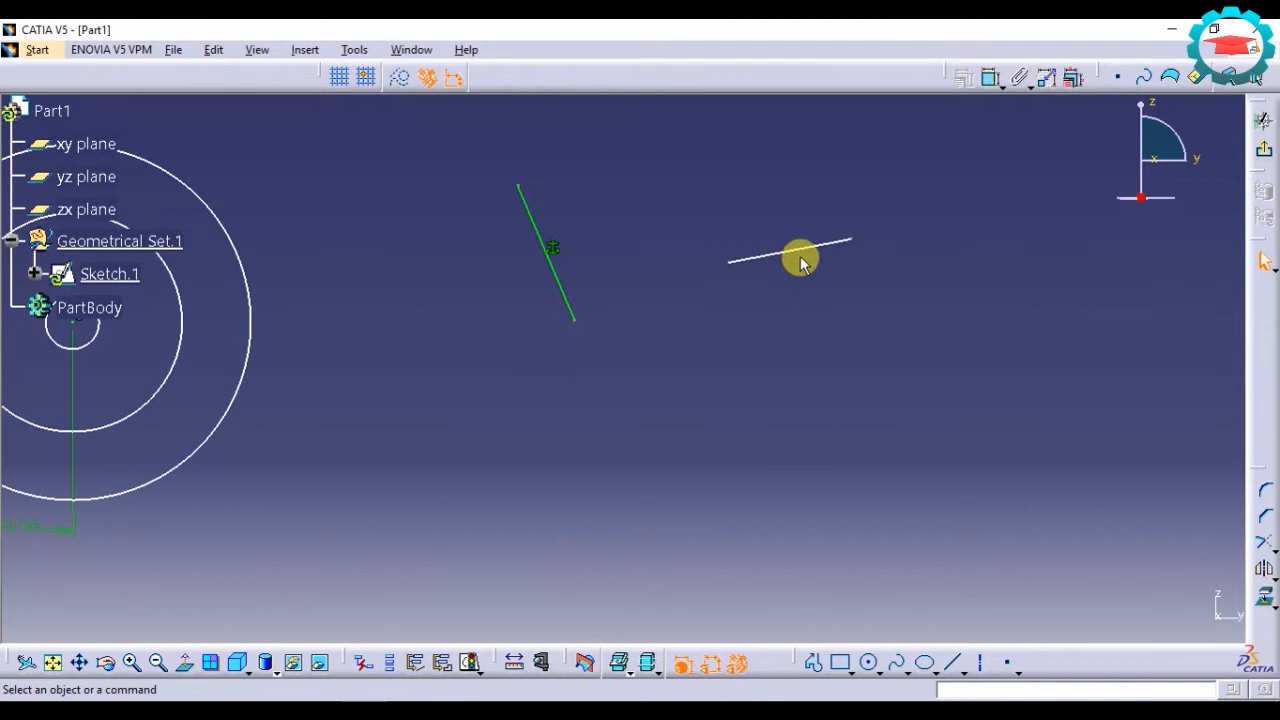 CATIA V5 - [Part1]
Start ENOVIA V5 VPM File Edit View Insert Tools Window Help
Part1
xy plane
yz plane
zx plane
Geometrical Set.1
Sketch.1
PartBody
z
x y
z
x y
CATIA
Select an object or a command